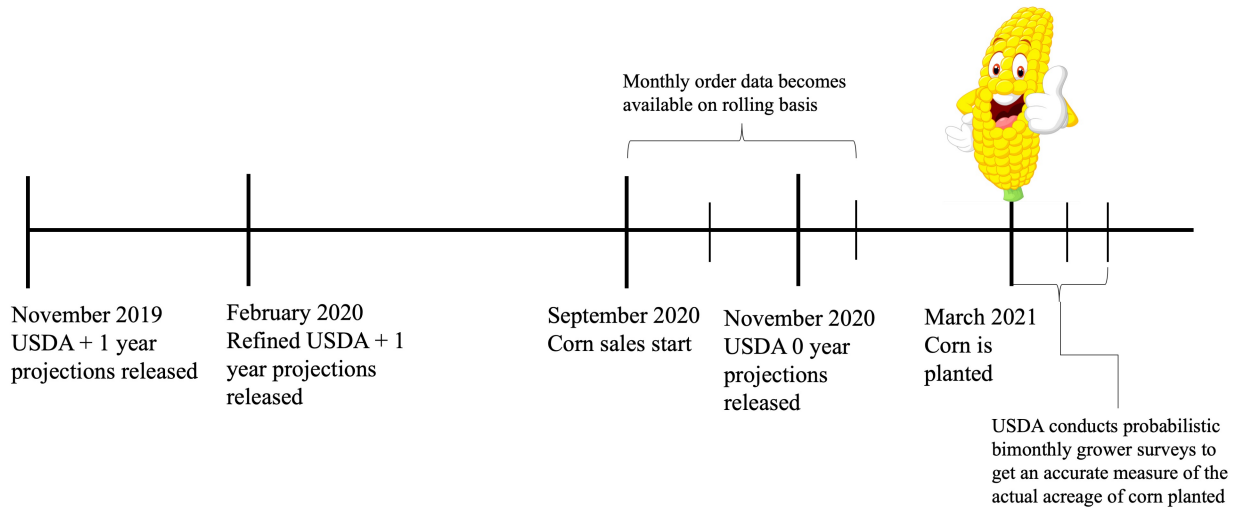 Monthly order data becomes
available on rolling basis
November 2019
USDA + 1 year
projections released
February 2020
Refined USDA + 1
year projections
released
September 2020
Corn sales start
November 2020
USDA 0 year
projections
released
March 2021
Corn is
planted
USDA conducts probabilistic
bimonthly grower surveys to
get an accurate measure of the
actual acreage of corn planted